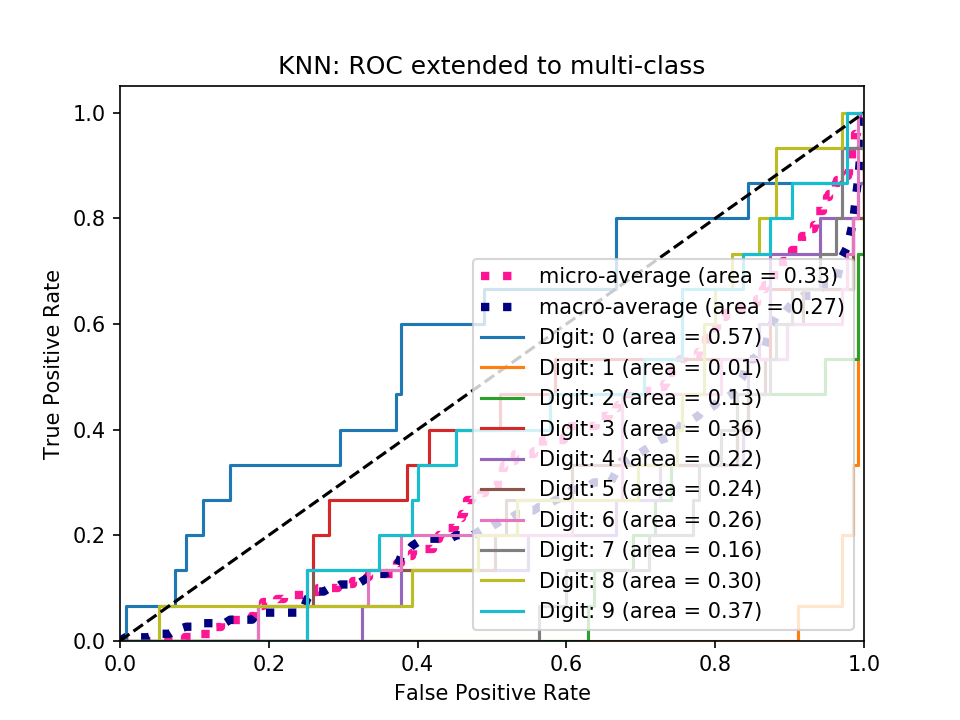 KNN: ROC extended to multi-class
True Positive Rate
1.0
0.8
0.6
0.4
0.2
0.0
micro-average (area = 0.33)
macro-average (area = 0.27)
Digit: 0 (area = 0.57)
Digit: 1 (area = 0.01)
Digit: 2 (area = 0.13)
Digit: 3 (area = 0.36)
Digit: 4 (area = 0.22)
Digit: 5 (area = 0.24)
Digit: 6 (area = 0.26)
Digit: 7 (area = 0.16)
Digit: 8 (area = 0.30)
Digit: 9 (area = 0.37)
0.0 0.2 0.4 0.6 0.8 1.0
False Positive Rate